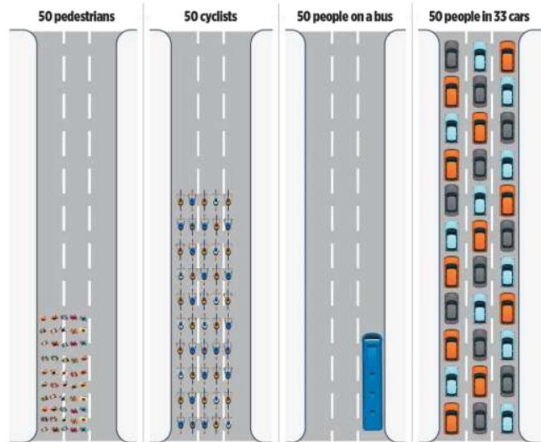 50 pedestrians
50 cyclists
50 people on a bus
50 people in 33 cars